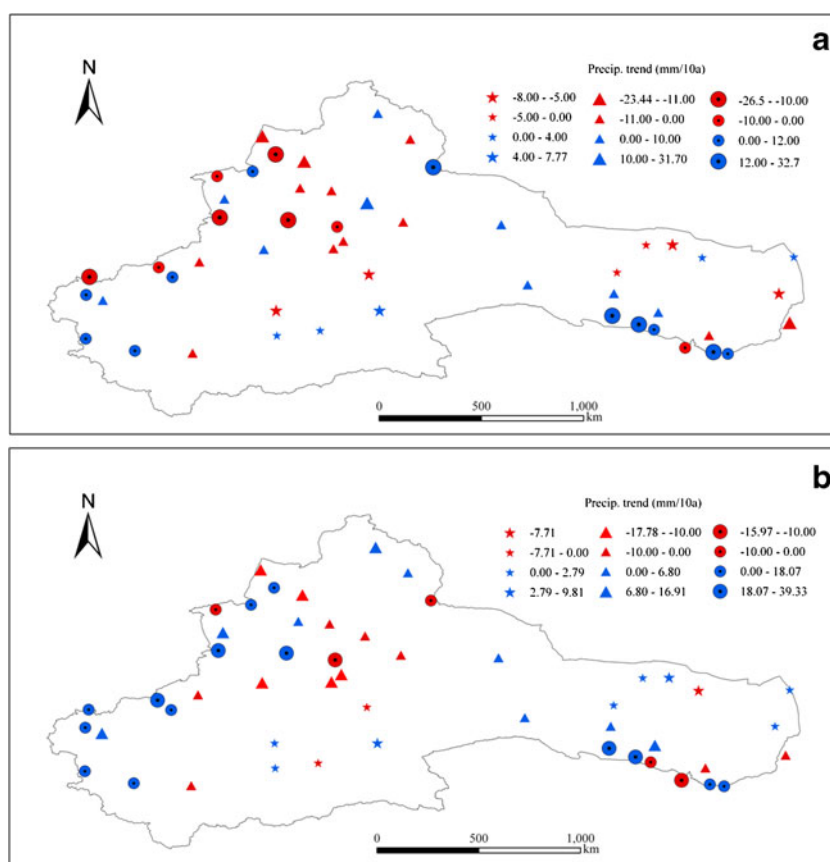 a
N
Precip. trend (mm/10a)
-8.00 - -5.00 -23.44 - -11.00 -26.5 - -10.00
-5.00 - 0.00 -11.00 - 0.00 -10.00 - 0.00
0.00 - 4.00 0.00 - 10.00 0.00 - 12.00
4.00 - 7.77 10.00 - 31.70 12.00 - 32.7
0 500 1,000
km
b
N
Precip. trend (mm/10a)
-7.71 -17.78 - -10.00 -15.97 - -10.00
-7.71 - 0.00 -10.00 - 0.00 -10.00 - 0.00
0.00 - 2.79 0.00 - 6.80 0.00 - 18.07
2.79 - 9.81 6.80 - 16.91 18.07 - 39.33
0 500 1,000
km